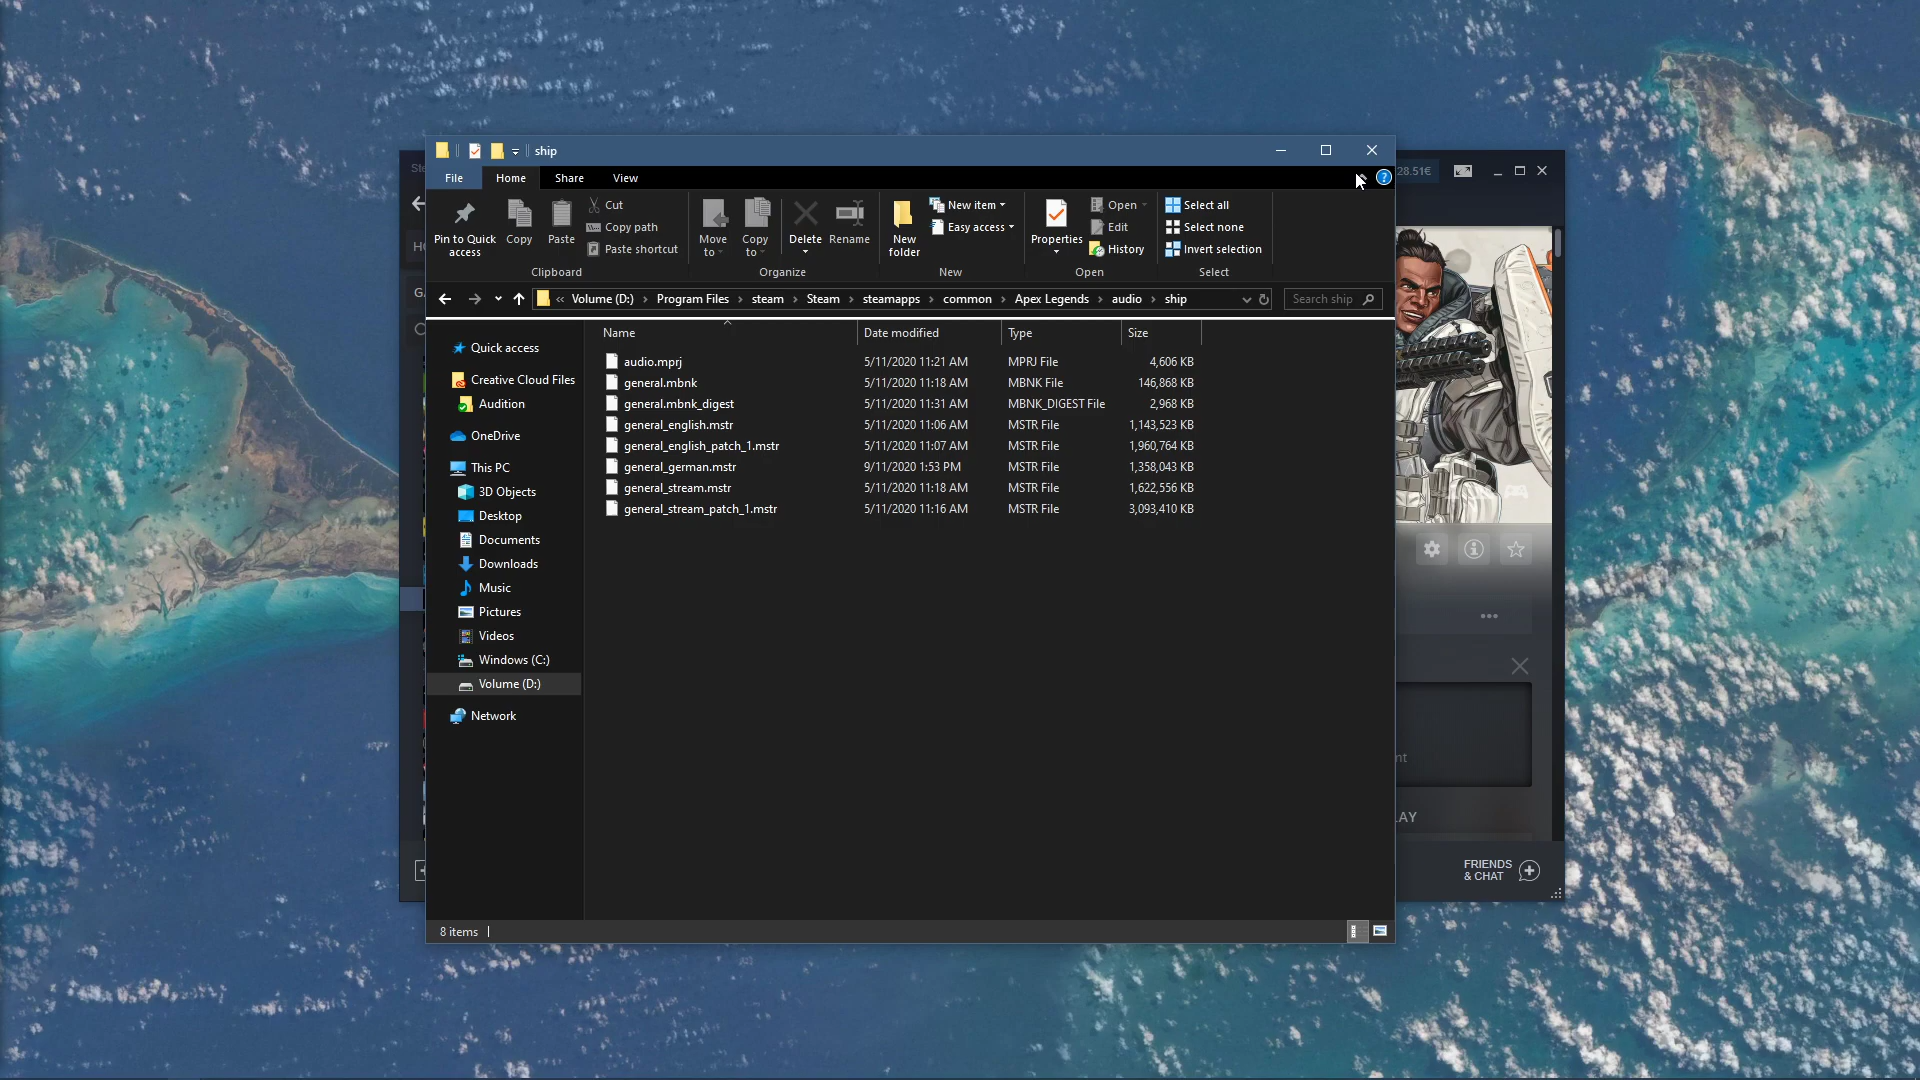 ship
File Home Share View
Pin to Quick access
Copy
Paste
Cut
Copy path
Paste shortcut
Clipboard
Move to
Copy to
Delete
Rename
Organize
New folder
New item
Easy access
New
Properties
Open
Edit
History
Open
Select all
Select none
Invert selection
Select
« Volume (D:) > Program Files > steam > Steam > steamapps > common > Apex Legends > audio > ship
Search ship
Quick access
Creative Cloud Files
Audition
OneDrive
This PC
3D Objects
Desktop
Documents
Downloads
Music
Pictures
Videos
Windows (C:)
Volume (D:)
Network
Name Date modified Type Size
audio.mprj 5/11/2020 11:21 AM MPRJ File 4,606 KB
general.mbnk 5/11/2020 11:18 AM MBNK File 146,868 KB
general.mbnk_digest 5/11/2020 11:31 AM MBNK_DIGEST File 2,968 KB
general_english.mstr 5/11/2020 11:06 AM MSTR File 1,143,523 KB
general_english_patch_1.mstr 5/11/2020 11:07 AM MSTR File 1,960,764 KB
general_german.mstr 9/11/2020 1:53 PM MSTR File 1,358,043 KB
general_stream.mstr 5/11/2020 11:18 AM MSTR File 1,622,556 KB
general_stream_patch_1.mstr 5/11/2020 11:16 AM MSTR File 3,093,410 KB
8 items
28.51€
FRIENDS
& CHAT